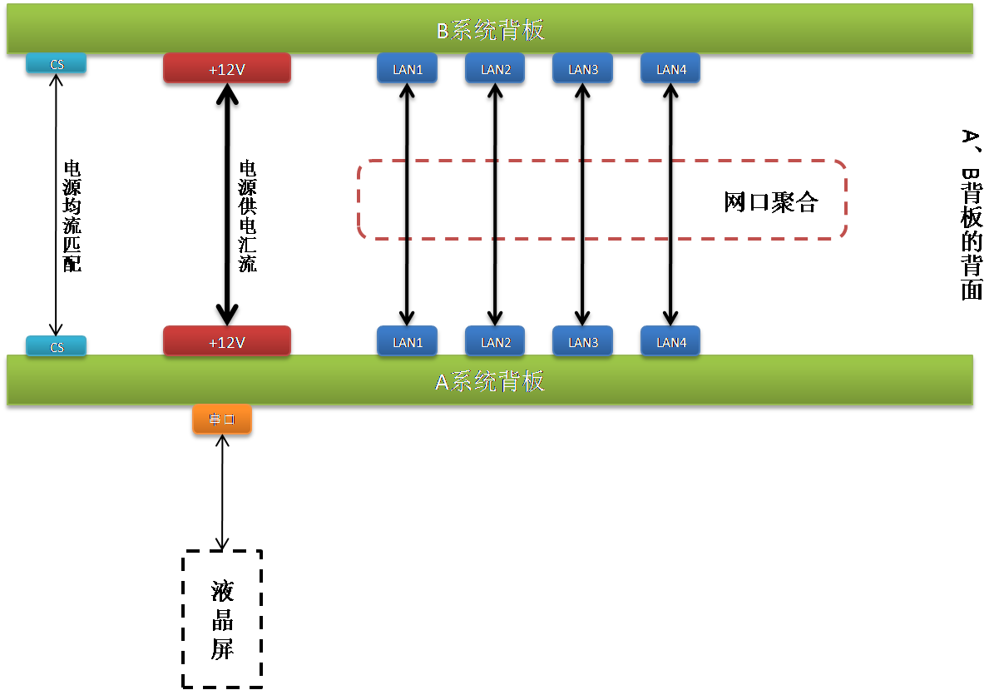 B系统背板
CS
+12V
LAN1
LAN2
LAN3
LAN4
电源均流匹配
电源供电汇流
网口聚合
A、B背板的背面
CS
+12V
LAN1
LAN2
LAN3
LAN4
A系统背板
串口
液晶屏